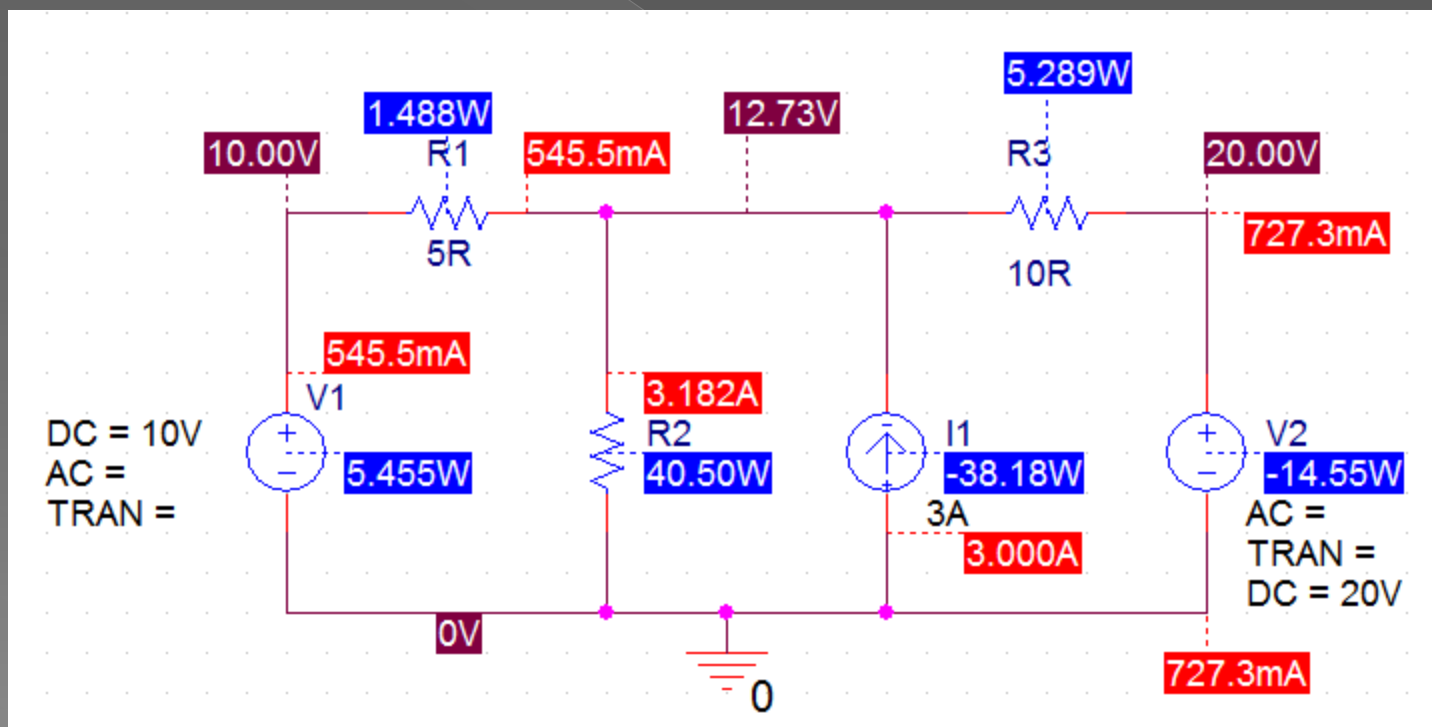 5.289W
1.488W
12.73V
10.00V
R1
545.5mA
R3
20.00V
727.3mA
5R
10R
545.5mA
V1
3.182A
DC = 10V
R2
I1
V2
+
-
+
AC =
-
5.455W
40.50W
-38.18W
+
-
-14.55W
TRAN =
3A
AC =
3.000A
TRAN =
DC = 20V
0V
727.3mA
0